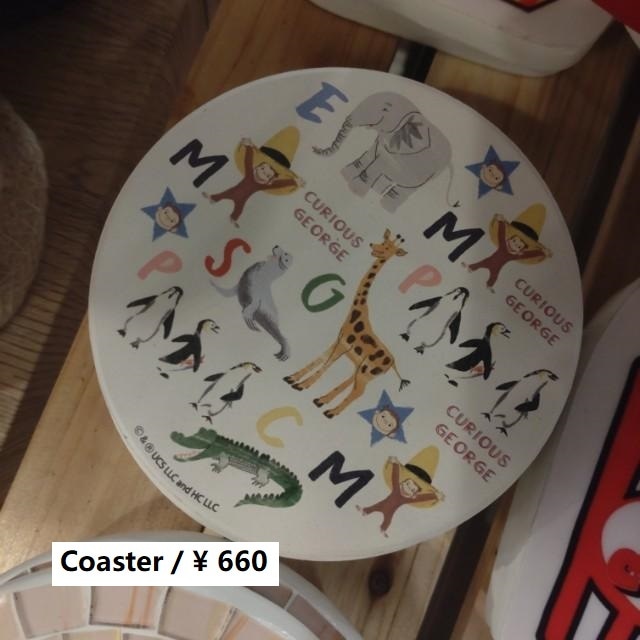 E
M
CURIOUS
GEORGE
M
CURIOUS
GEORGE
P
S
G
P
CURIOUS
GEORGE
C
M
© & ® UCS LLC and HC LLC
Coaster / ¥ 660